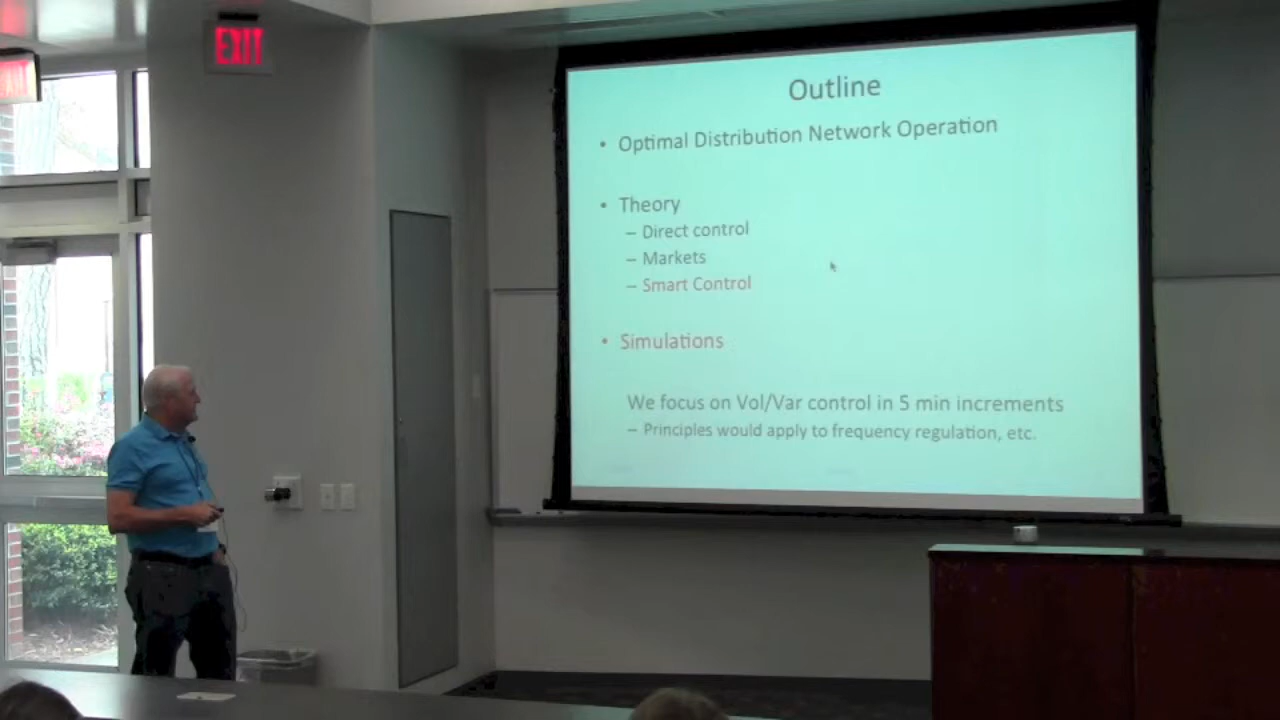 EXIT
Outline
• Optimal Distribution Network Operation
• Theory
– Direct control
– Markets
– Smart Control
• Simulations
We focus on Vol/Var control in 5 min increments
– Principles would apply to frequency regulation, etc.